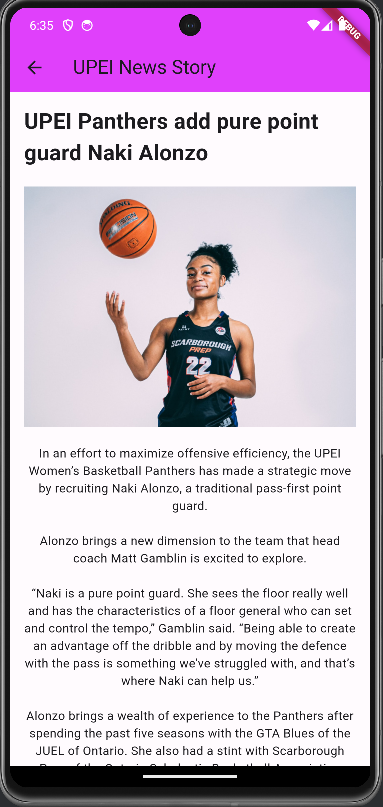 6:35
DEBUG
UPEI News Story
UPEI Panthers add pure point
guard Naki Alonzo
SPALDING
SCARBOROUGH
PREP
22
In an effort to maximize offensive efficiency, the UPEI
Women’s Basketball Panthers has made a strategic move
by recruiting Naki Alonzo, a traditional pass-first point
guard.
Alonzo brings a new dimension to the team that head
coach Matt Gamblin is excited to explore.
“Naki is a pure point guard. She sees the floor really well
and has the characteristics of a floor general who can set
and control the tempo,” Gamblin said. “Being able to create
an advantage off the dribble and by moving the defence
with the pass is something we’ve struggled with, and that’s
where Naki can help us.”
Alonzo brings a wealth of experience to the Panthers after
spending the past five seasons with the GTA Blues of the
JUEL of Ontario. She also had a stint with Scarborough